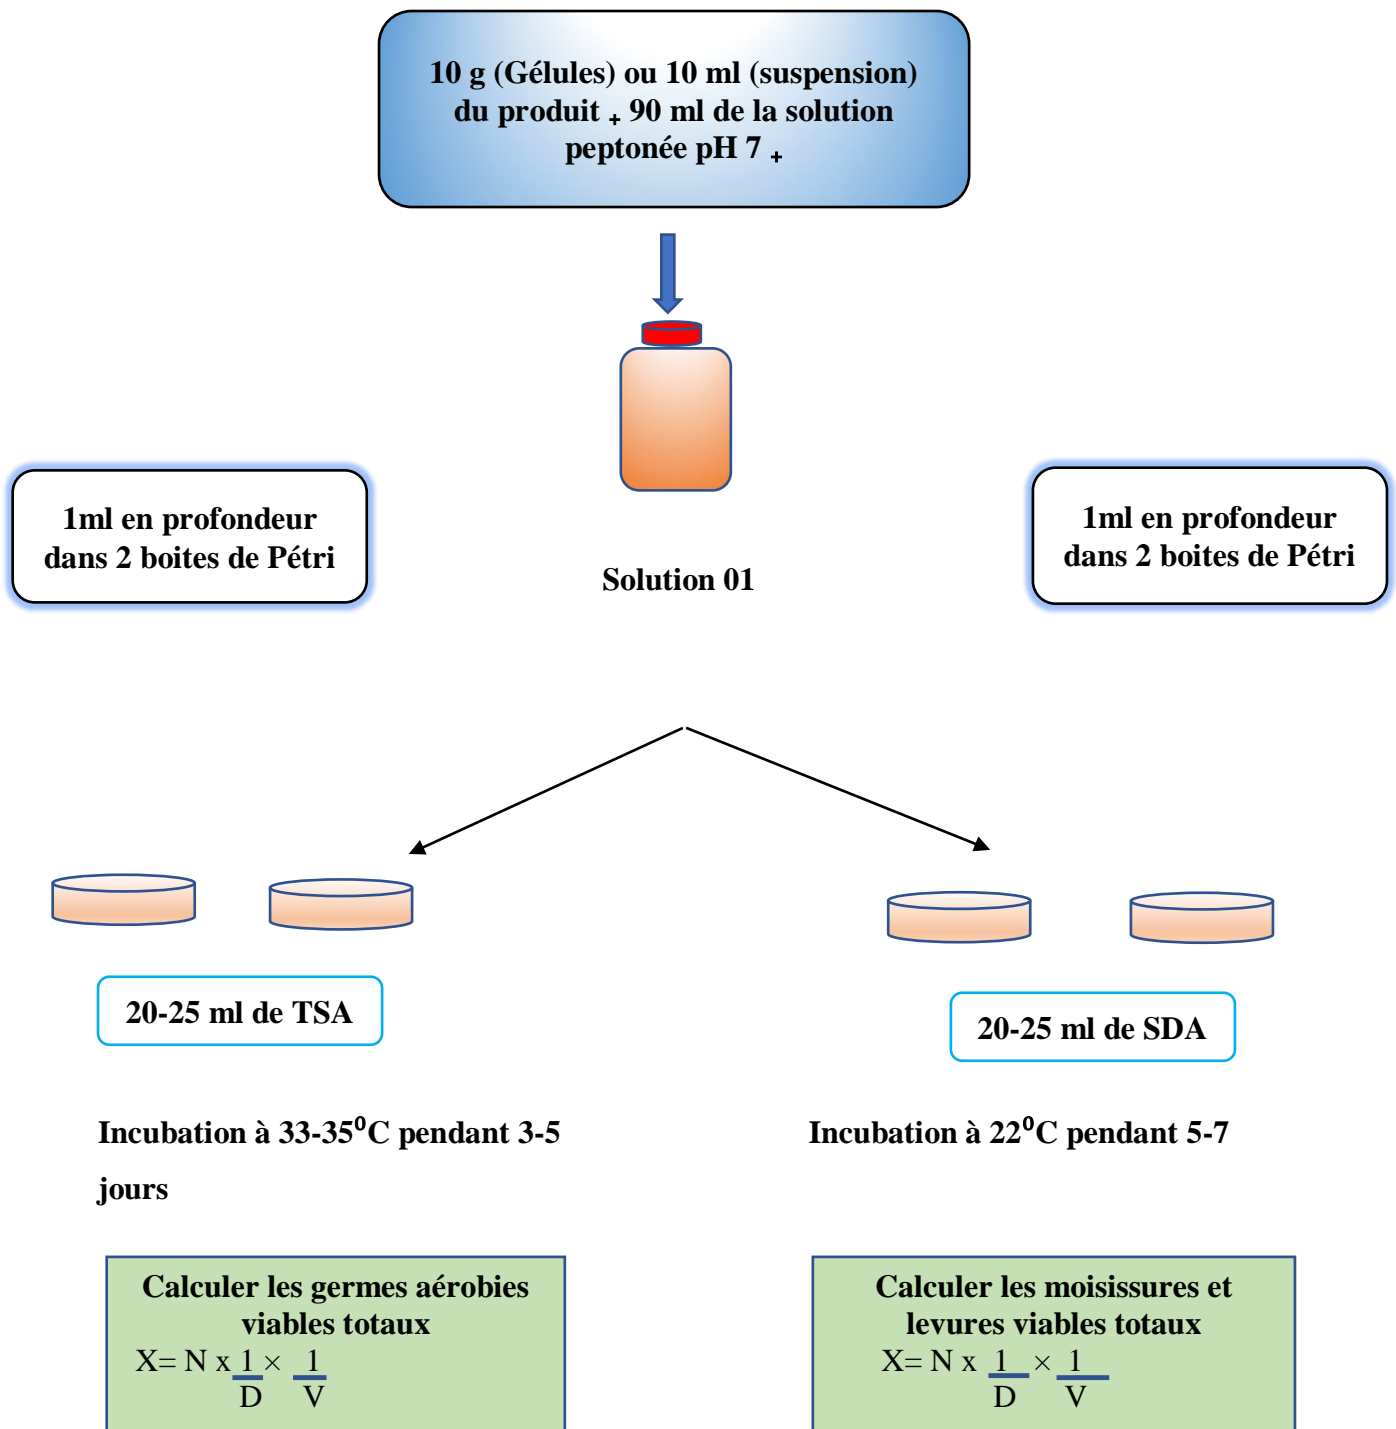 10 g (Gélules) ou 10 ml (suspension)
du produit ₊ 90 ml de la solution
peptonée pH 7 ₊
1ml en profondeur
dans 2 boites de Pétri
1ml en profondeur
dans 2 boites de Pétri
Solution 01
20-25 ml de TSA
20-25 ml de SDA
Incubation à 33-35⁰C pendant 3-5
jours
Incubation à 22⁰C pendant 5-7
Calculer les germes aérobies
viables totaux
X= N x 1 × 1
D V
Calculer les moisissures et
levures viables totaux
X= N x 1 × 1
D V